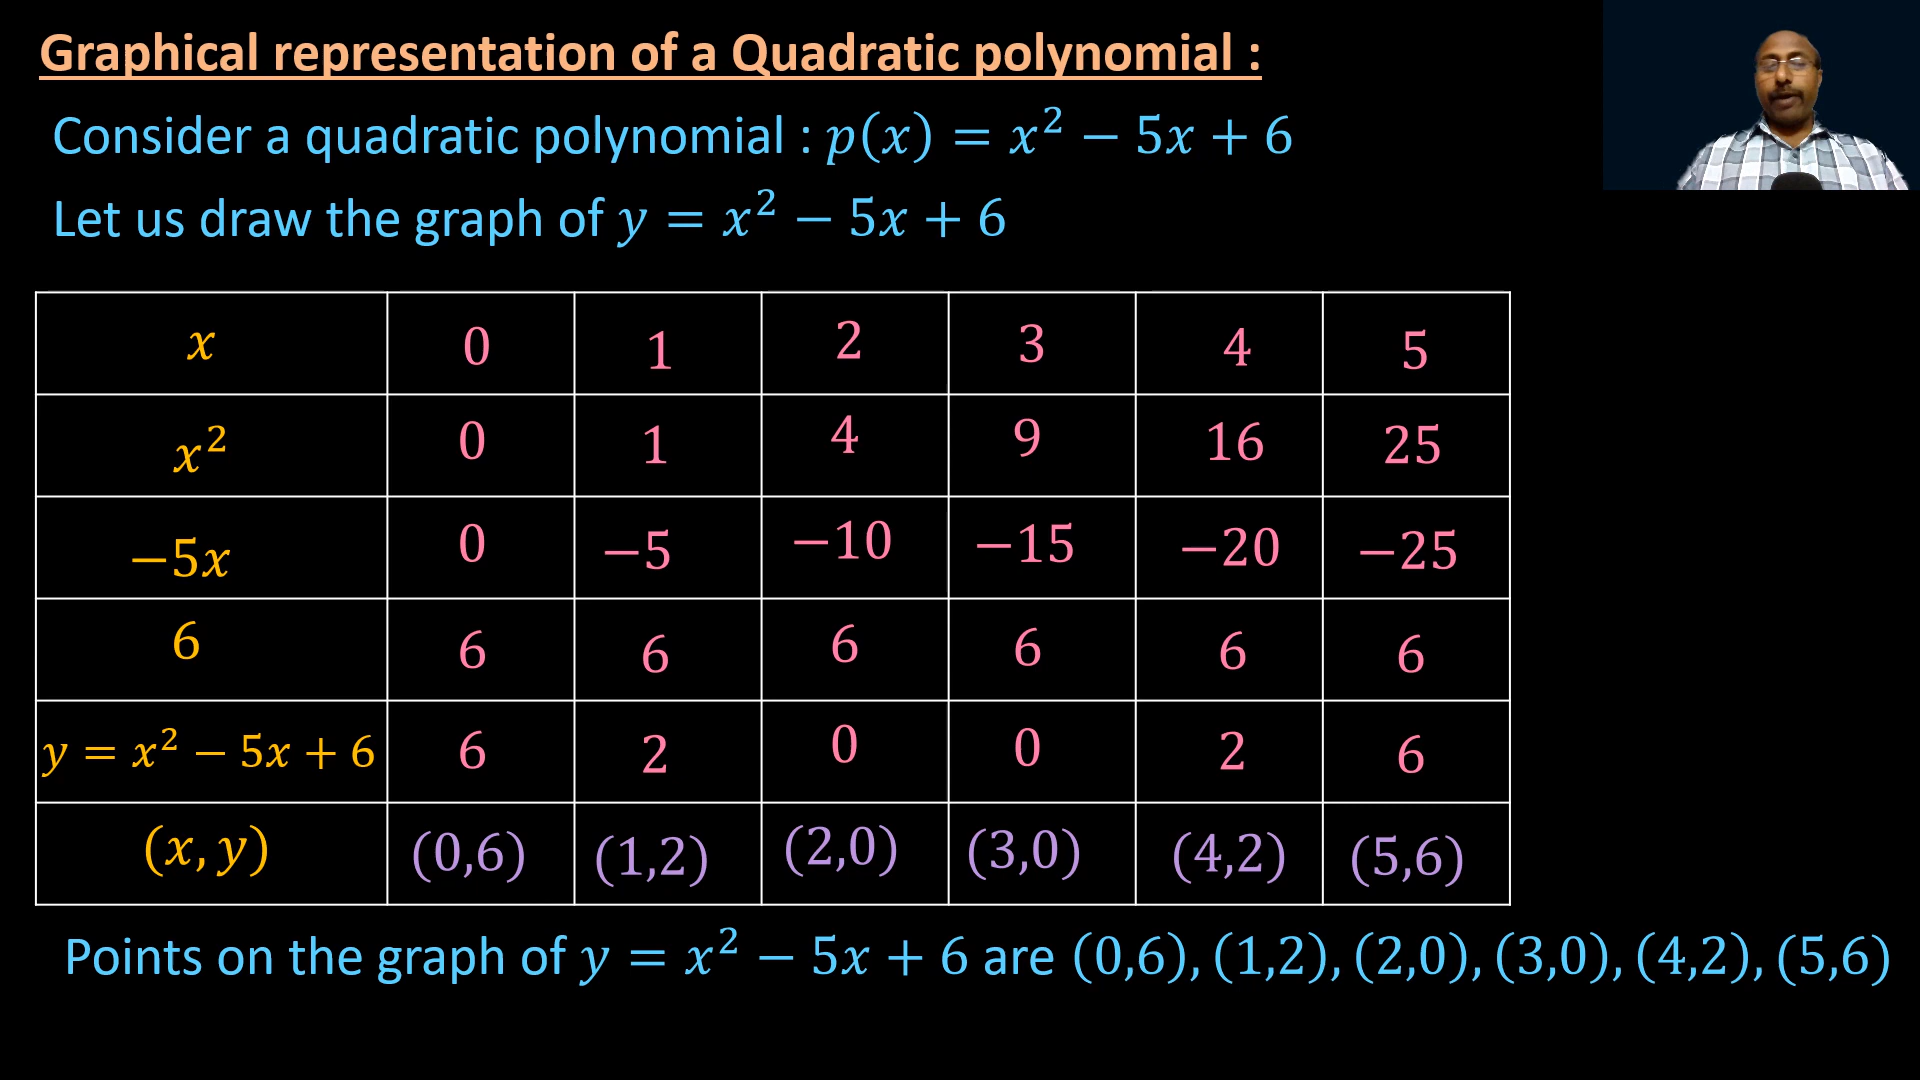 Graphical representation of a Quadratic polynomial :
Consider a quadratic polynomial : p(x) = x² − 5x + 6
Let us draw the graph of y = x² − 5x + 6
x 0 1 2 3 4 5
x² 0 1 4 9 16 25
−5x 0 −5 −10 −15 −20 −25
6 6 6 6 6 6 6
y = x² − 5x + 6 6 2 0 0 2 6
(x, y) (0,6) (1,2) (2,0) (3,0) (4,2) (5,6)
Points on the graph of y = x² − 5x + 6 are (0,6), (1,2), (2,0), (3,0), (4,2), (5,6)